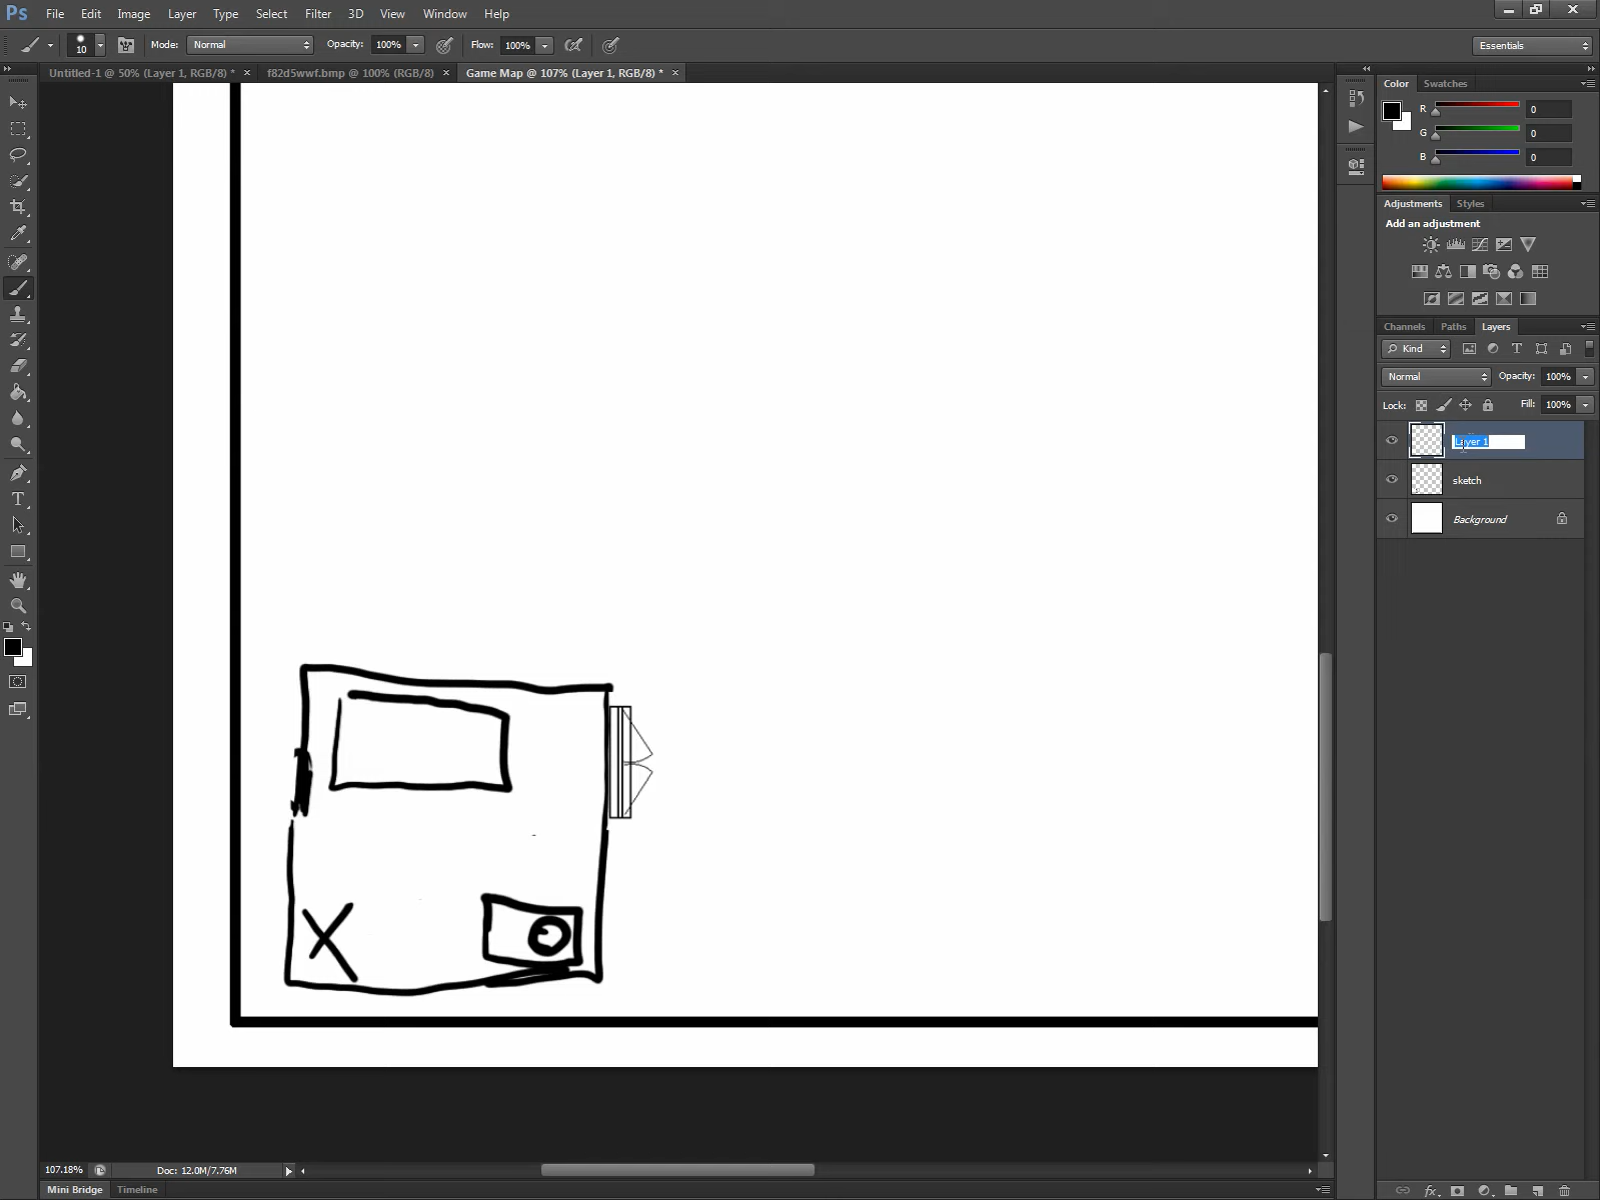 Ps File Edit Image Layer Type Select Filter 3D View Window Help
10 Mode: Normal Opacity: 100% Flow: 100% Essentials
Untitled-1 @ 50% (Layer 1, RGB/8) * × f82d5wwf.bmp @ 100% (RGB/8) × Game Map @ 107% (Layer 1, RGB/8) * ×
Color Swatches
R 0
G 0
B 0
Adjustments Styles
Add an adjustment
Channels Paths Layers
Kind
Normal Opacity: 100%
Lock: Fill: 100%
Layer 1
sketch
Background
X
107.18% Doc: 12.0M/7.76M
Mini Bridge Timeline